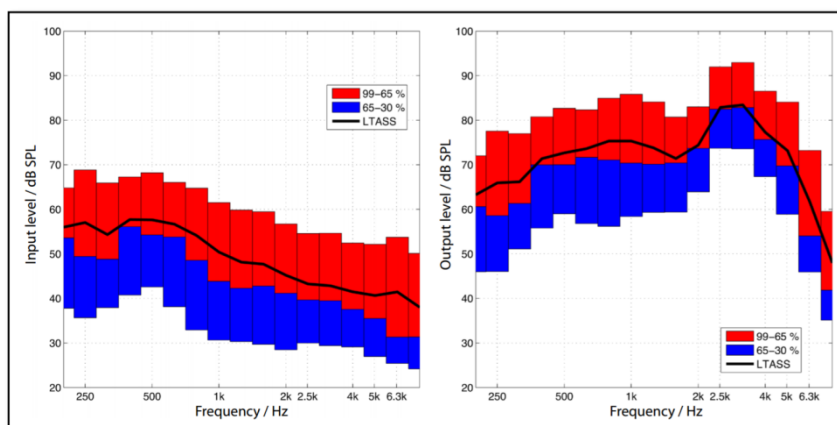 100
90
80
70
60
50
40
30
20
Input level / dB SPL
99–65 %
65–30 %
LTASS
250
500
1k
2k
2.5k
4k
5k
6.3k
Frequency / Hz
100
90
80
70
60
50
40
30
20
Output level / dB SPL
99–65 %
65–30 %
LTASS
250
500
1k
2k
2.5k
4k
5k
6.3k
Frequency / Hz